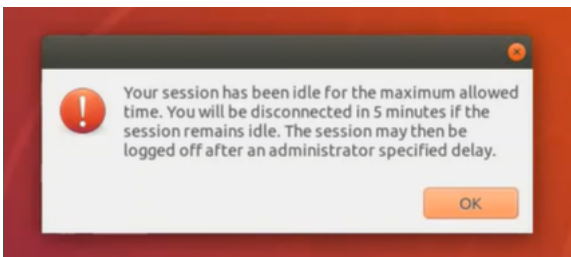 Your session has been idle for the maximum allowed
time. You will be disconnected in 5 minutes if the
session remains idle. The session may then be
logged off after an administrator specified delay.
OK